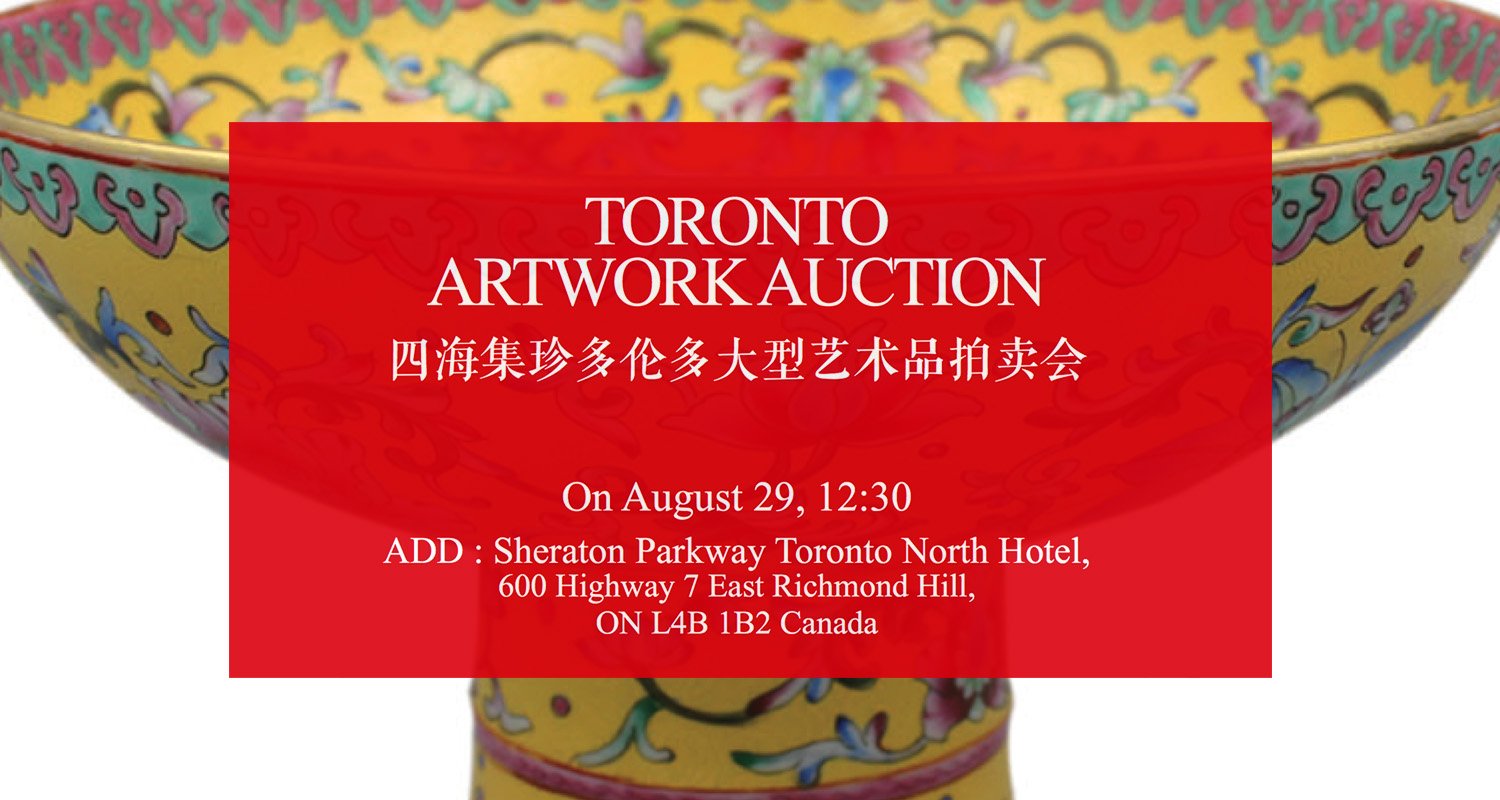 TORONTO
ARTWORK AUCTION
四海集珍多伦多大型艺术品拍卖会
On August 29, 12:30
ADD : Sheraton Parkway Toronto North Hotel,
600 Highway 7 East Richmond Hill,
ON L4B 1B2 Canada